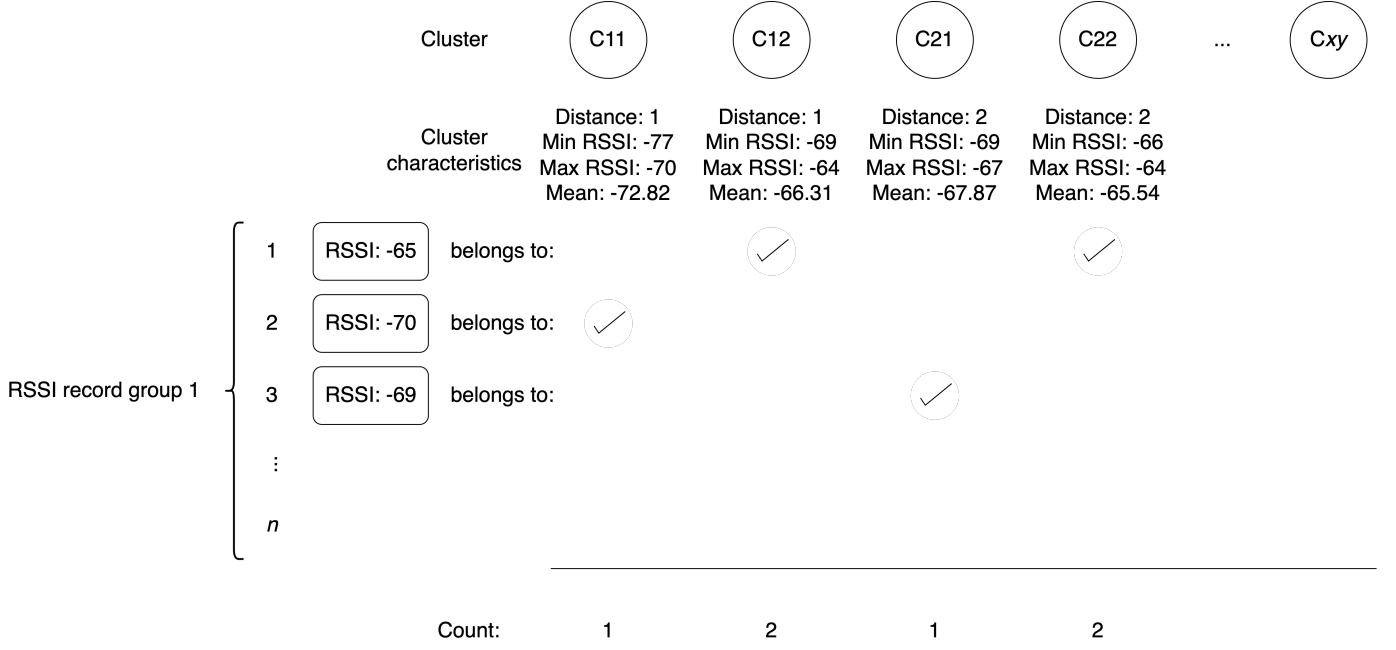 Cluster C11 C12 C21 C22 ... Cxy
Cluster characteristics
Distance: 1
Min RSSI: -77
Max RSSI: -70
Mean: -72.82
Distance: 1
Min RSSI: -69
Max RSSI: -64
Mean: -66.31
Distance: 2
Min RSSI: -69
Max RSSI: -67
Mean: -67.87
Distance: 2
Min RSSI: -66
Max RSSI: -64
Mean: -65.54
RSSI record group 1
1 RSSI: -65 belongs to:
2 RSSI: -70 belongs to:
3 RSSI: -69 belongs to:
⋮
n
Count: 1 2 1 2